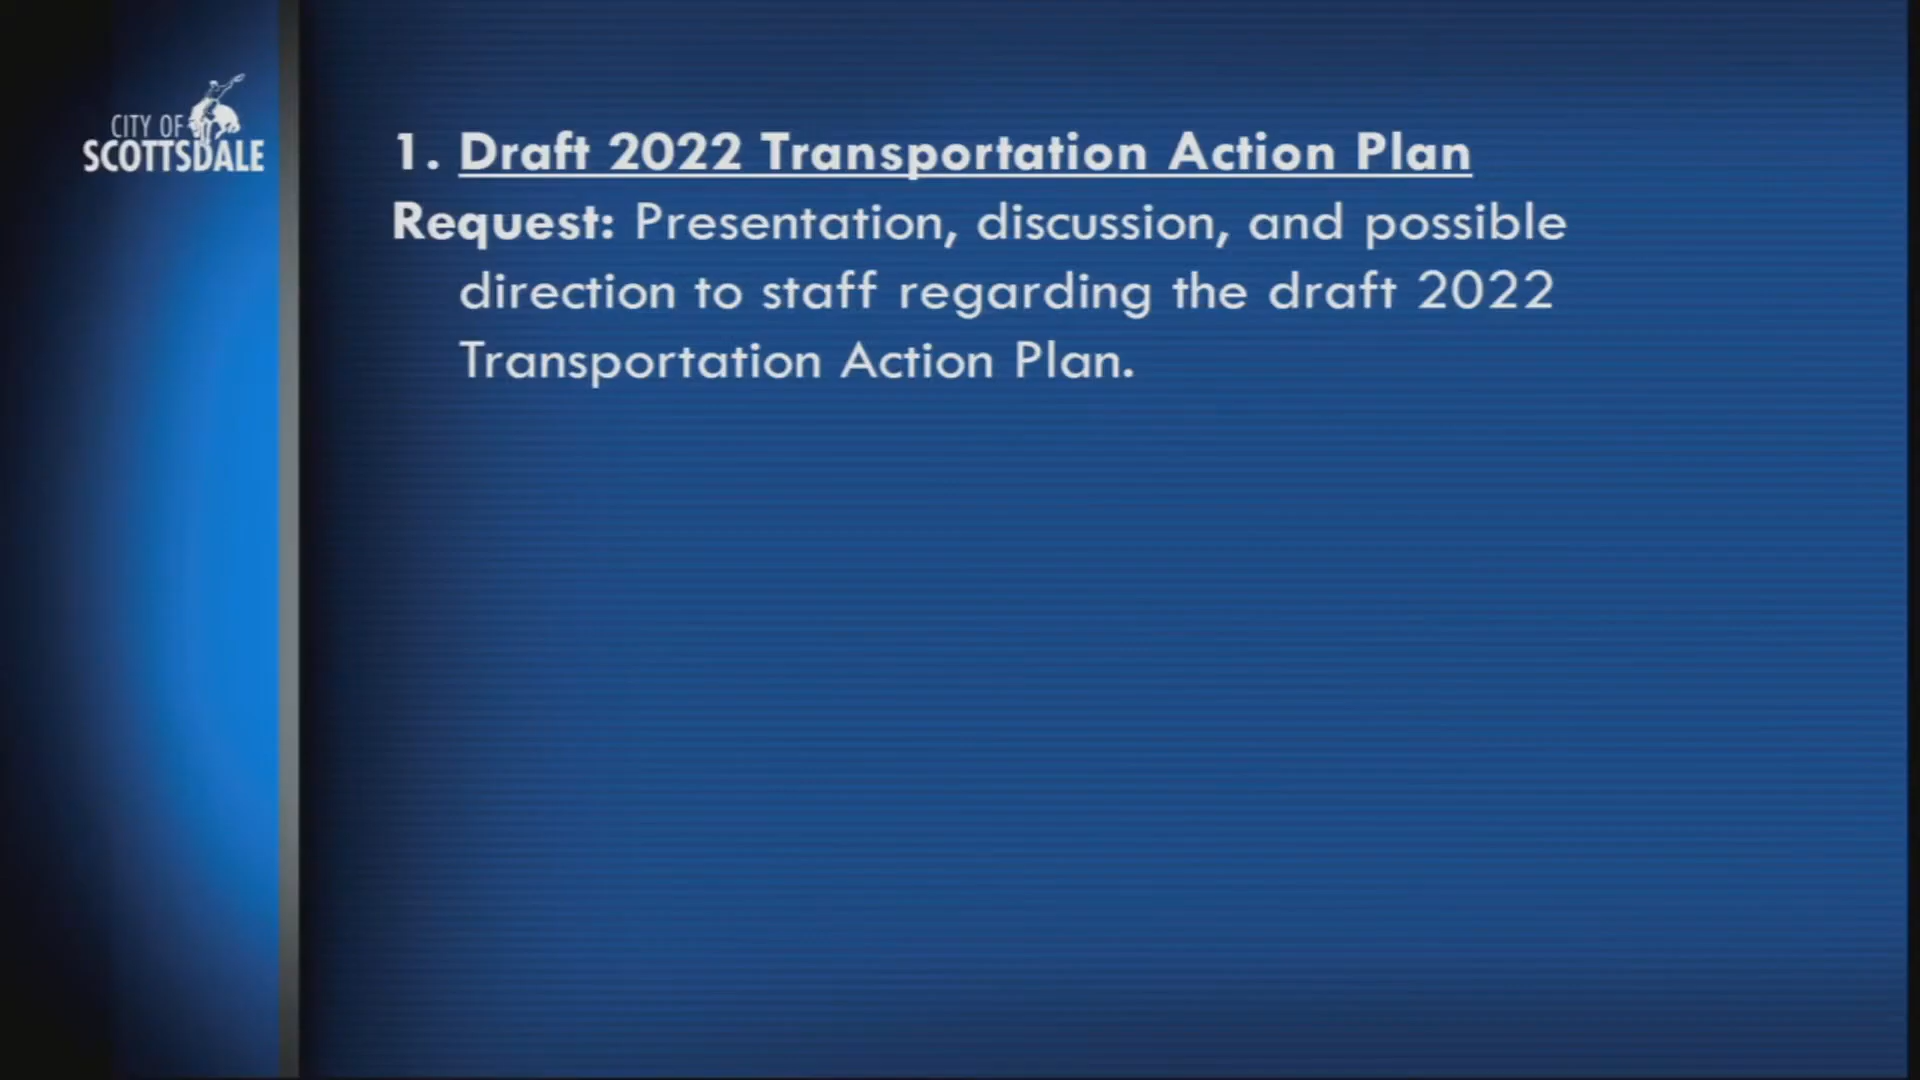 CITY OF
SCOTTSDALE
1. Draft 2022 Transportation Action Plan
Request: Presentation, discussion, and possible
direction to staff regarding the draft 2022
Transportation Action Plan.